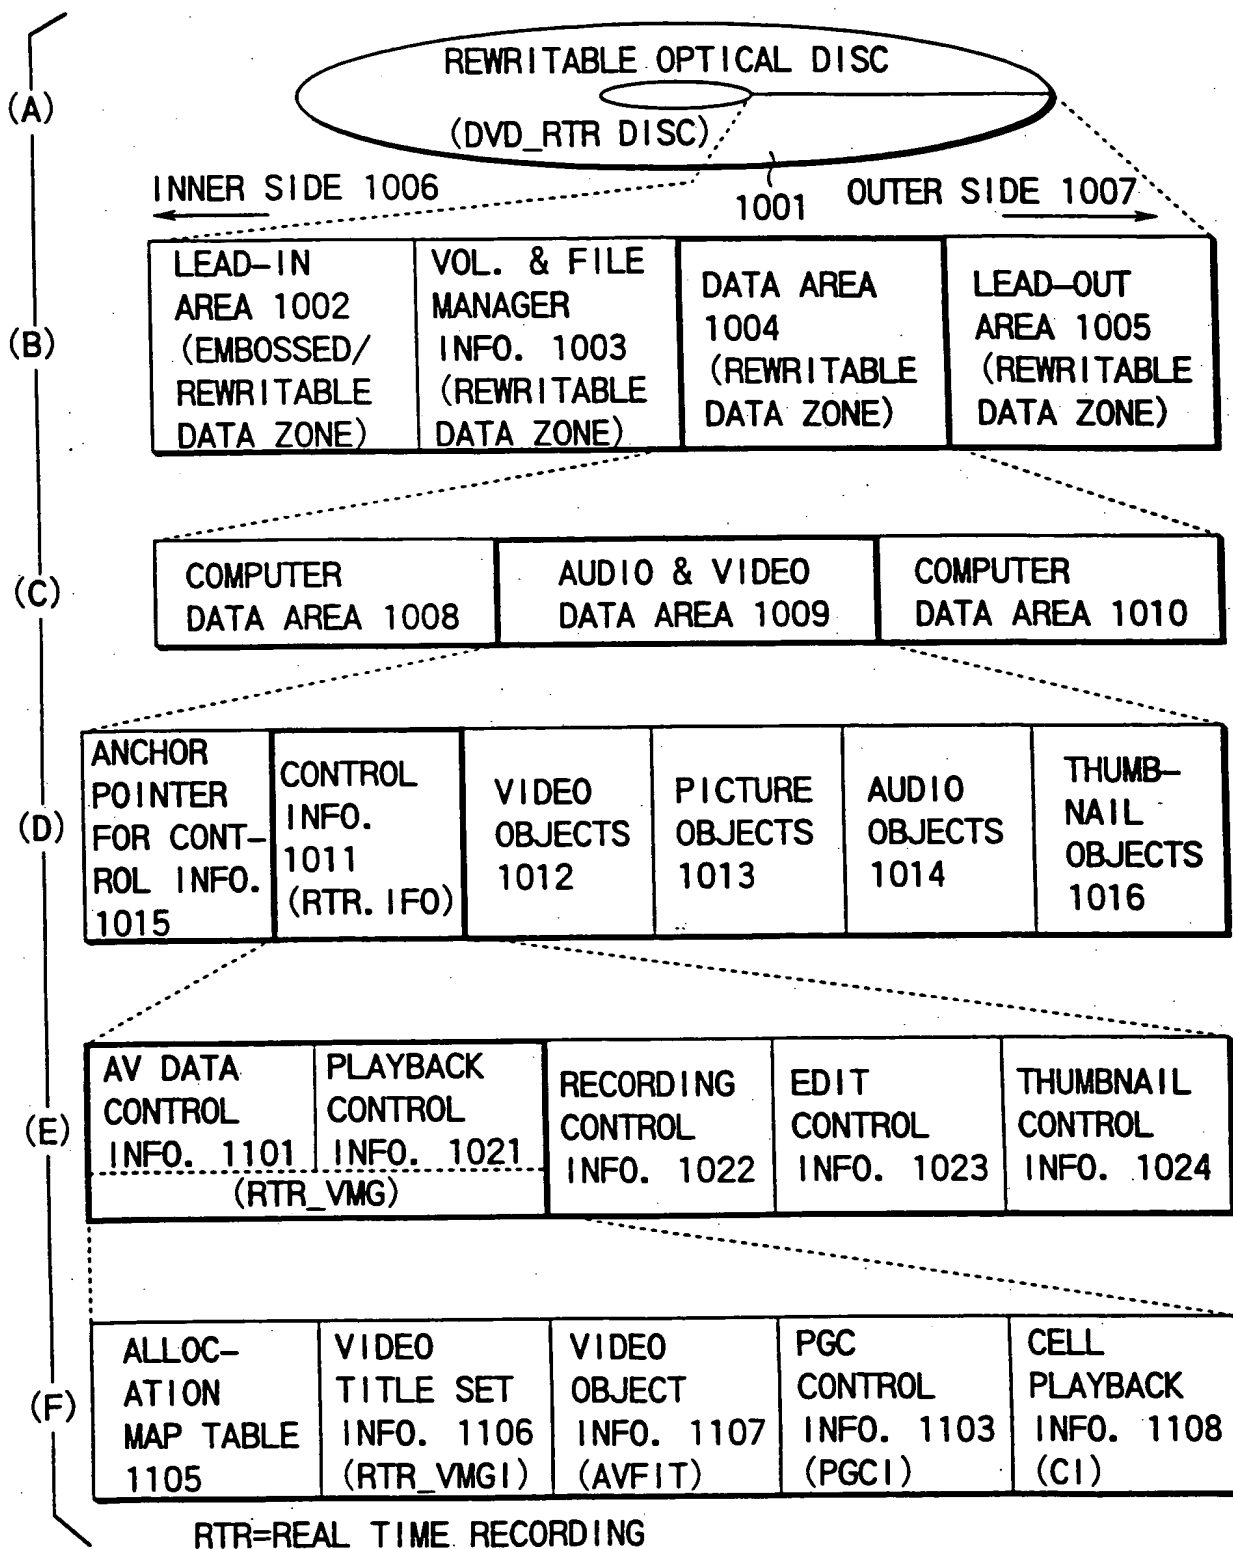 (A)
REWRITABLE OPTICAL DISC
(DVD_RTR DISC)
INNER SIDE 1006
1001
OUTER SIDE 1007
(B)
LEAD-IN
AREA 1002
(EMBOSSED/
REWRITABLE
DATA ZONE)
VOL. & FILE
MANAGER
INFO. 1003
(REWRITABLE
DATA ZONE)
DATA AREA
1004
(REWRITABLE
DATA ZONE)
LEAD-OUT
AREA 1005
(REWRITABLE
DATA ZONE)
(C)
COMPUTER
DATA AREA 1008
AUDIO & VIDEO
DATA AREA 1009
COMPUTER
DATA AREA 1010
(D)
ANCHOR
POINTER
FOR CONT-
ROL INFO.
1015
CONTROL
INFO.
1011
(RTR.IFO)
VIDEO
OBJECTS
1012
PICTURE
OBJECTS
1013
AUDIO
OBJECTS
1014
THUMB-
NAIL
OBJECTS
1016
(E)
AV DATA
CONTROL
INFO. 1101
PLAYBACK
CONTROL
INFO. 1021
(RTR_VMG)
RECORDING
CONTROL
INFO. 1022
EDIT
CONTROL
INFO. 1023
THUMBNAIL
CONTROL
INFO. 1024
(F)
ALLOC-
ATION
MAP TABLE
1105
VIDEO
TITLE SET
INFO. 1106
(RTR_VMGI)
VIDEO
OBJECT
INFO. 1107
(AVFIT)
PGC
CONTROL
INFO. 1103
(PGCI)
CELL
PLAYBACK
INFO. 1108
(CI)
RTR=REAL TIME RECORDING